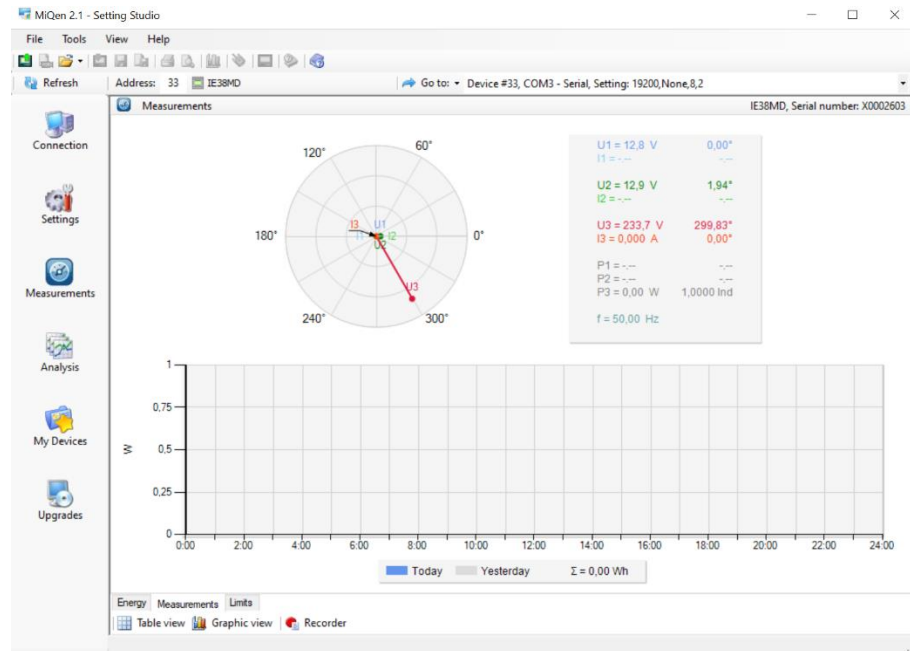 MiQen 2.1 - Setting Studio
File Tools View Help
Refresh Address: 33 IE38MD Go to: Device #33, COM3 - Serial, Setting: 19200,None,8,2
Measurements IE38MD, Serial number: X0002603
Connection
Settings
Measurements
Analysis
My Devices
Upgrades
120° 60°
180° 0°
240° 300°
I3 U1
I1 I2
U2
U3
U1 = 12,8 V 0,00°
I1 = -.-- -.--
U2 = 12,9 V 1,94°
I2 = -.-- -.--
U3 = 233,7 V 299,83°
I3 = 0,000 A 0,00°
P1 = -.-- -.--
P2 = -.-- -.--
P3 = 0,00 W 1,0000 Ind
f = 50,00 Hz
1
0,75
0,5
0,25
0
W
0:00 2:00 4:00 6:00 8:00 10:00 12:00 14:00 16:00 18:00 20:00 22:00 24:00
Today Yesterday Σ = 0,00 Wh
Energy Measurements Limits
Table view Graphic view Recorder